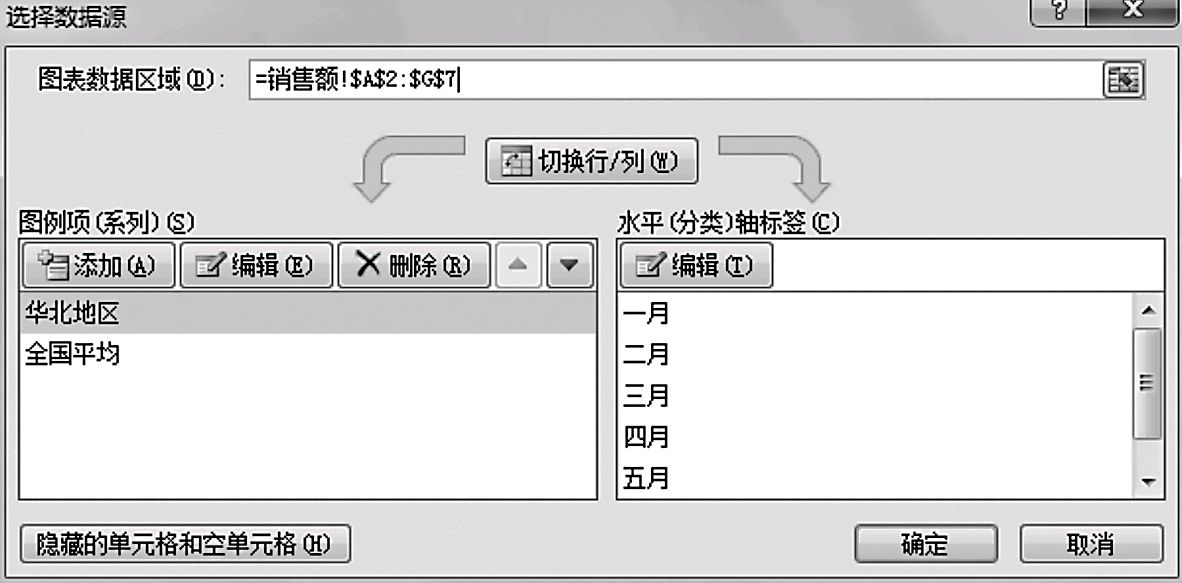 选择数据源
图表数据区域(D): =销售额!$A$2:$G$7
切换行/列(W)
图例项(系列)(S)
添加(A) 编辑(E) 删除(R)
华北地区
全国平均
水平(分类)轴标签(C)
编辑(T)
一月
二月
三月
四月
五月
隐藏的单元格和空单元格(H)
确定 取消